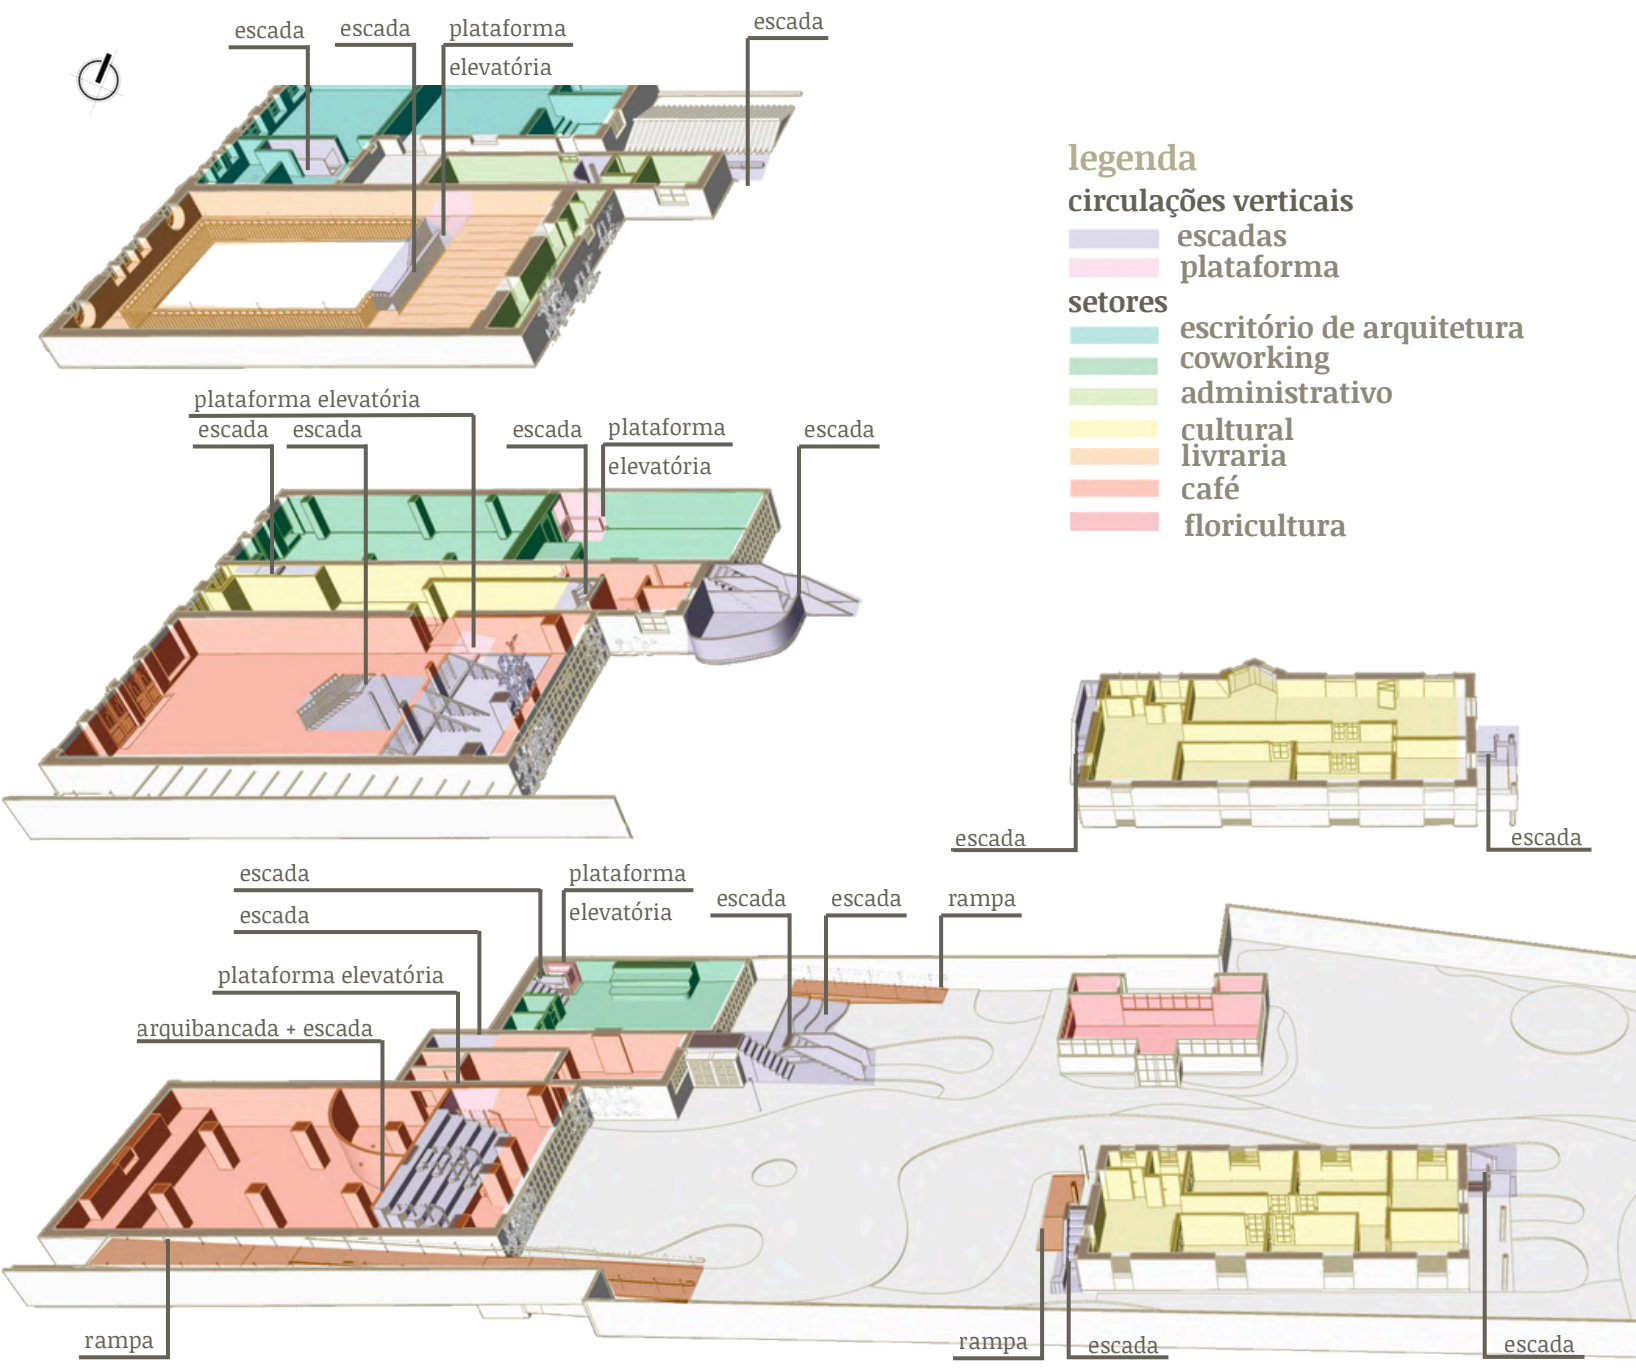 escada
escada
plataforma
elevatória
escada
legenda
circulações verticais
escadas
plataforma
setores
escritório de arquitetura
coworking
administrativo
cultural
livraria
café
floricultura
plataforma elevatória
escada
escada
escada
plataforma
elevatória
escada
escada
escada
escada
plataforma
elevatória
escada
escada
rampa
escada
plataforma elevatória
arquibancada + escada
rampa
rampa
escada
escada